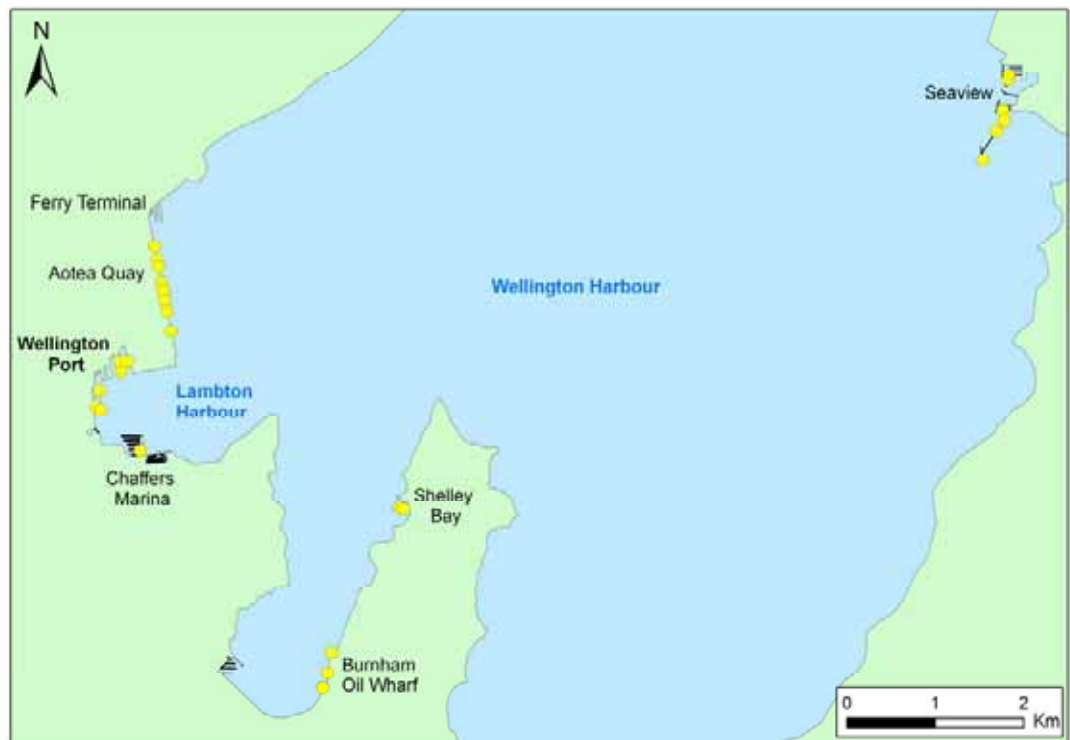 N
Seaview
Ferry Terminal
Aotea Quay
Wellington Harbour
Wellington
Port
Lambton
Harbour
Chaffers
Marina
Shelley
Bay
Burnham
Oil Wharf
0 1 2
Km